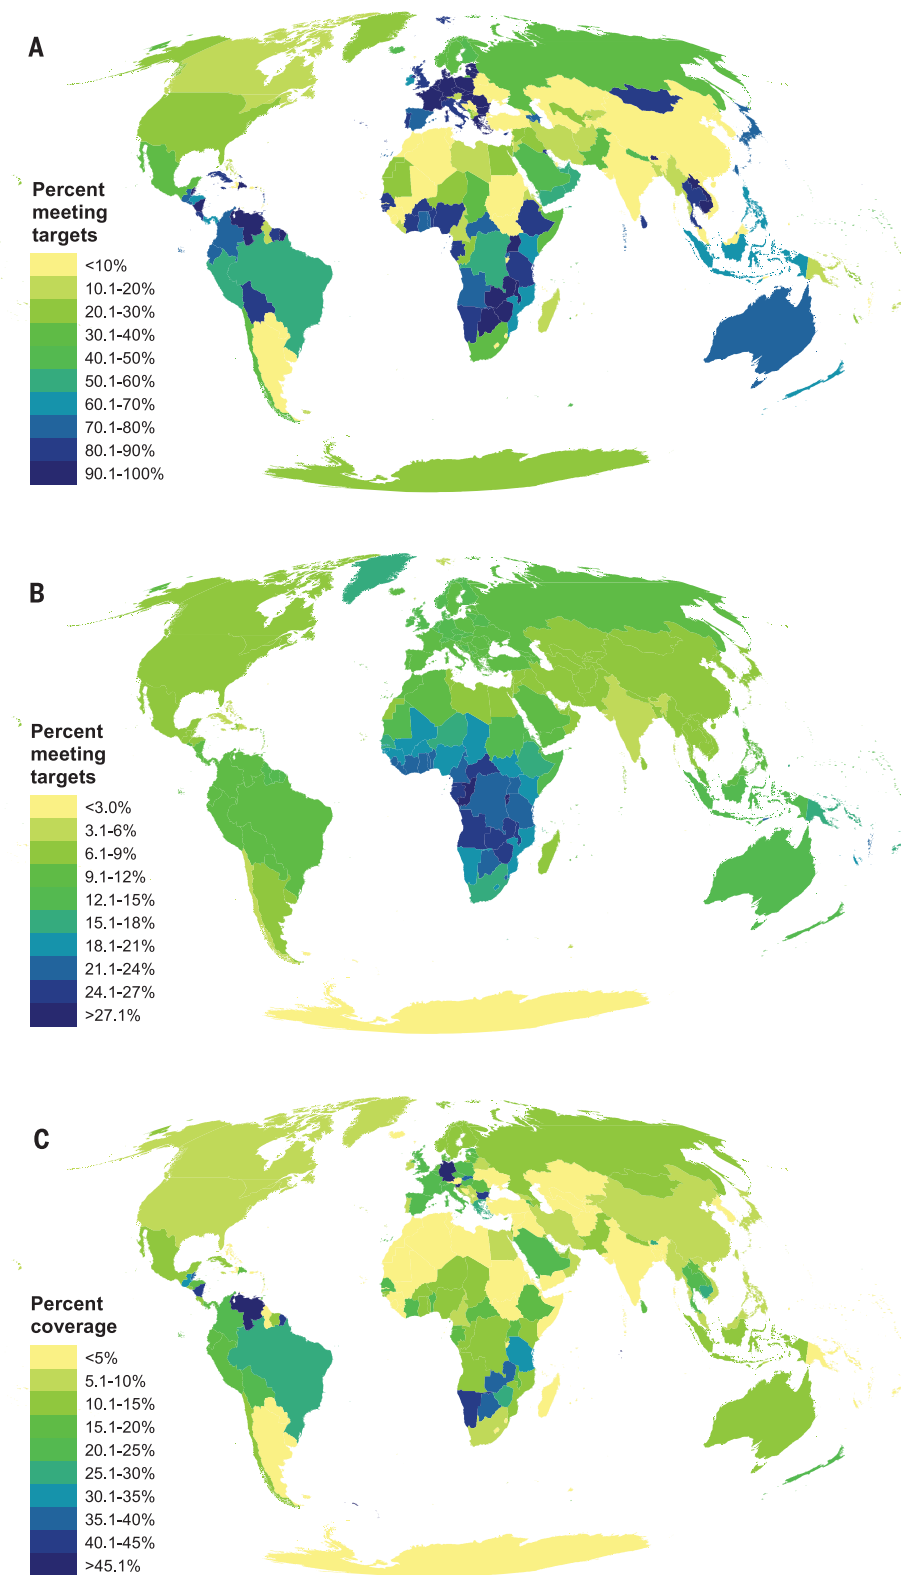 A
Percent
meeting
targets
<10%
10.1-20%
20.1-30%
30.1-40%
40.1-50%
50.1-60%
60.1-70%
70.1-80%
80.1-90%
90.1-100%
B
Percent
meeting
targets
<3.0%
3.1-6%
6.1-9%
9.1-12%
12.1-15%
15.1-18%
18.1-21%
21.1-24%
24.1-27%
>27.1%
C
Percent
coverage
<5%
5.1-10%
10.1-15%
15.1-20%
20.1-25%
25.1-30%
30.1-35%
35.1-40%
40.1-45%
>45.1%